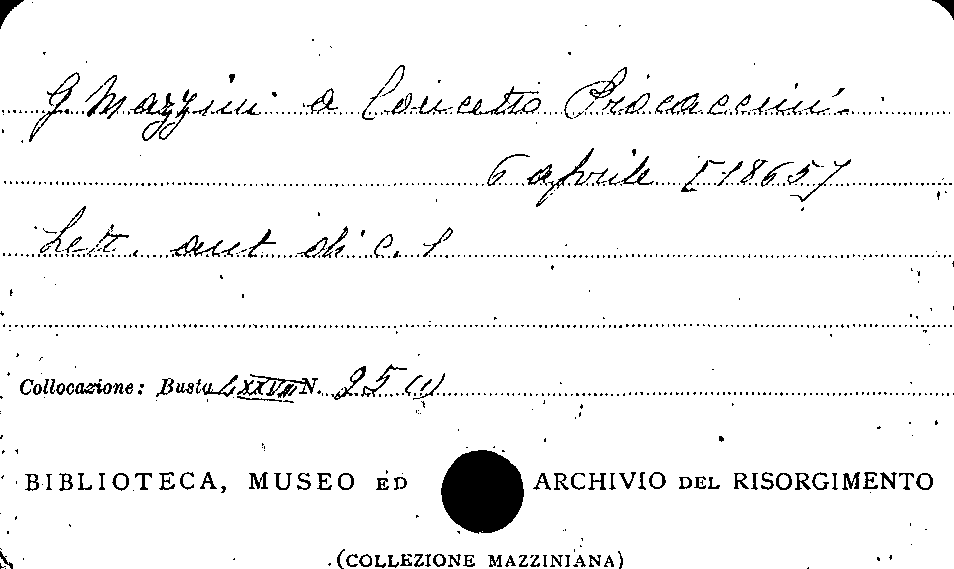 G. Mazzini a Concetto Procaccini.
6 aprile [1865]
Lett. aut di c. 1
Collocazione: Busta LXXVIII N. 25 (1)
BIBLIOTECA, MUSEO ED ARCHIVIO DEL RISORGIMENTO
(COLLEZIONE MAZZINIANA)